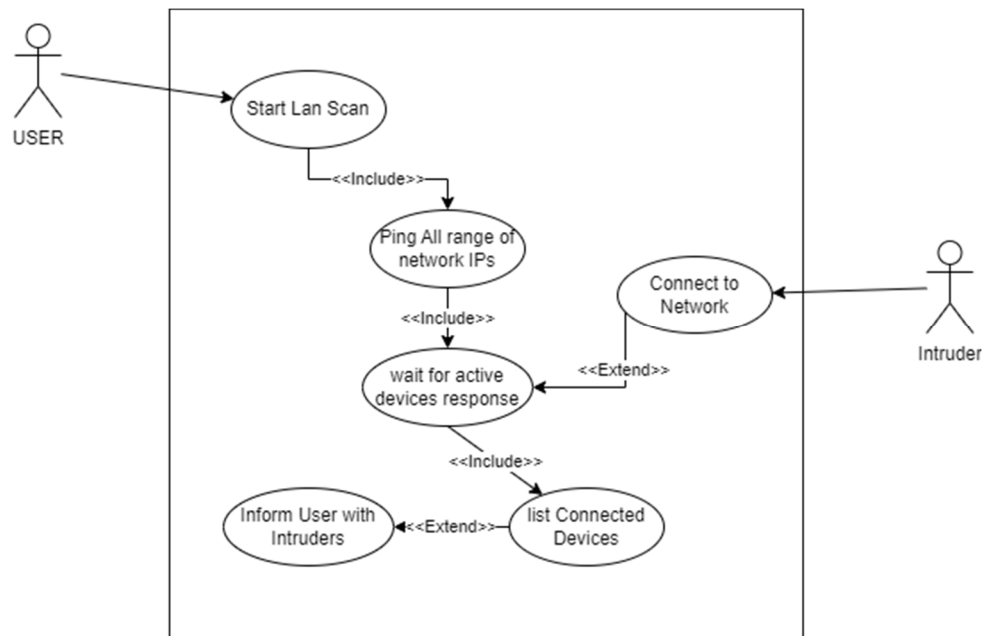 USER
Start Lan Scan
<<Include>>
Ping All range of
network IPs
Connect to
Network
Intruder
<<Include>>
<<Extend>>
wait for active
devices response
<<Include>>
Inform User with
Intruders
<<Extend>>
list Connected
Devices